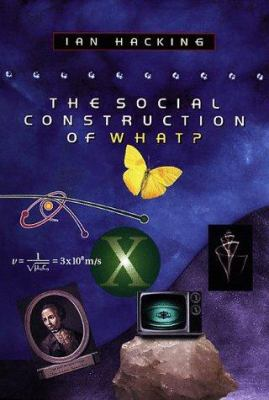 IAN HACKING
THE SOCIAL
CONSTRUCTION
OF WHAT?
X